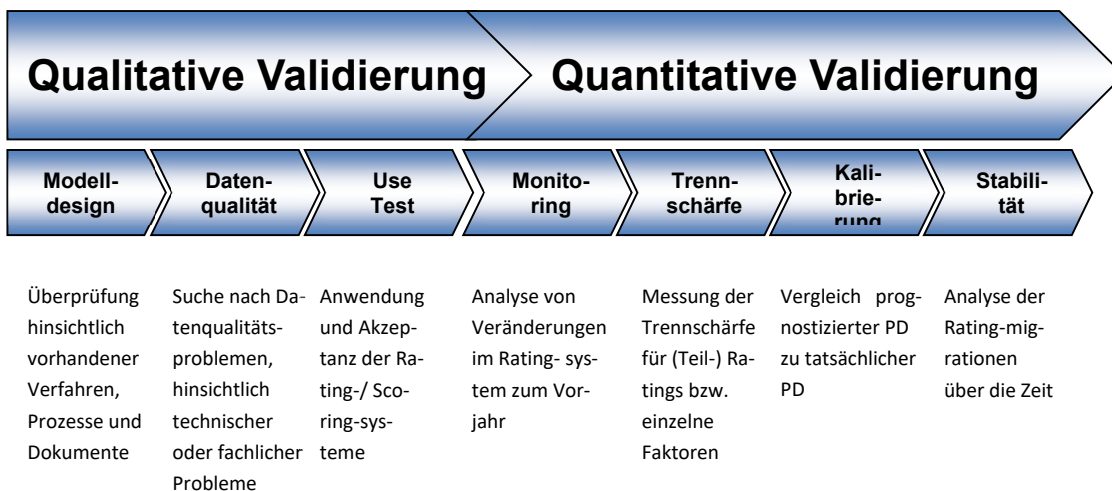 Qualitative Validierung
Quantitative Validierung
Modell-
design
Daten-
qualität
Use
Test
Monito-
ring
Trenn-
schärfe
Kali-
brie-
rung
Stabili-
tät
Überprüfung
hinsichtlich
vorhandener
Verfahren,
Prozesse und
Dokumente
Suche nach Da-
tenqualitäts-
problemen,
hinsichtlich
technischer
oder fachlicher
Probleme
Anwendung
und Akzep-
tanz der Ra-
ting-/ Sco-
ring-sys-
teme
Analyse von
Veränderungen
im Rating- sys-
tem zum Vor-
jahr
Messung der
Trennschärfe
für (Teil-) Ra-
tings bzw.
einzelne
Faktoren
Vergleich prog-
nostizierter PD
zu tatsächlicher
PD
Analyse der
Rating-mig-
rationen
über die Zeit